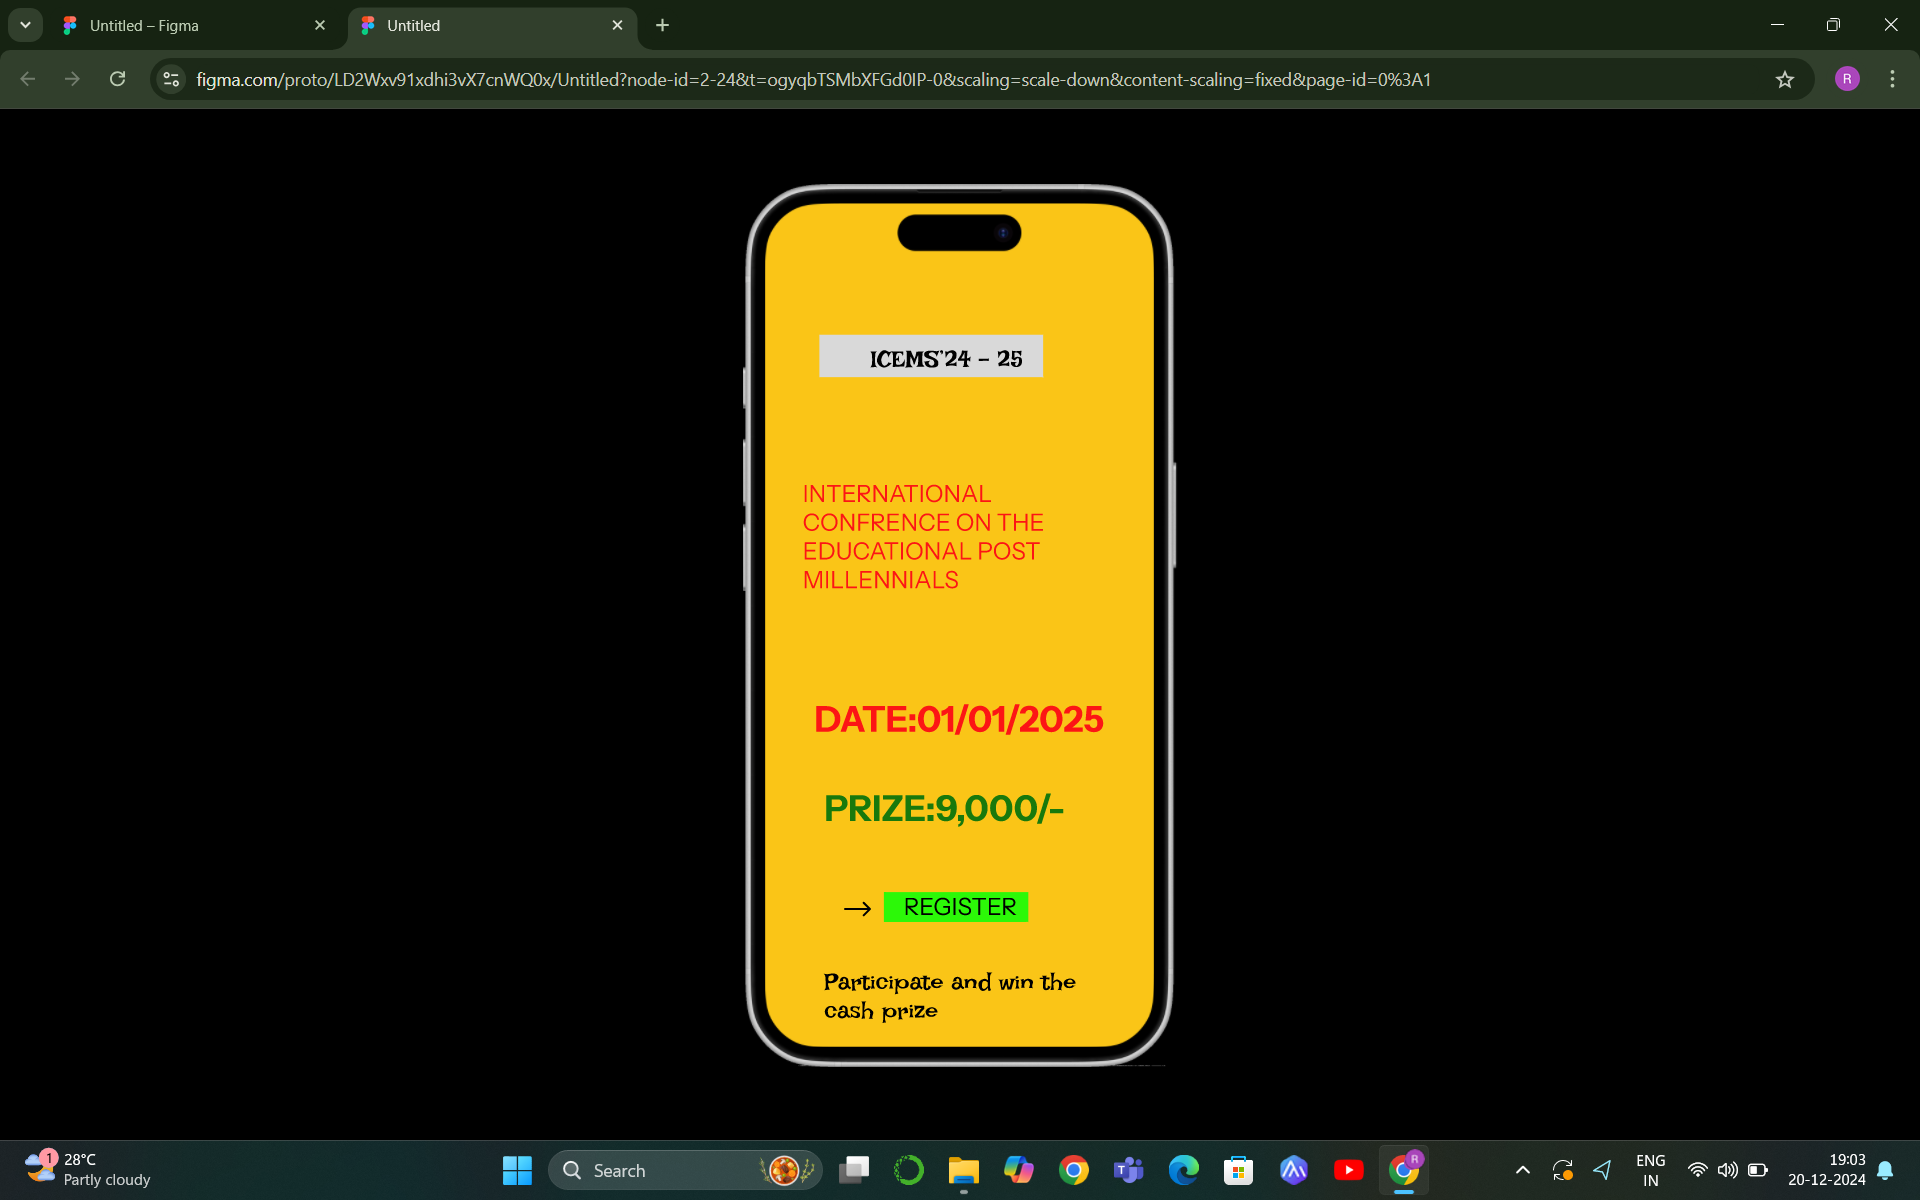 Untitled – Figma
Untitled
figma.com/proto/LD2Wxv91xdhi3vX7cnWQ0x/Untitled?node-id=2-24&t=ogyqbTSMbXFGd0IP-0&scaling=scale-down&content-scaling=fixed&page-id=0%3A1
R
ICEMS'24 - 25
INTERNATIONAL
CONFRENCE ON THE
EDUCATIONAL POST
MILLENNIALS
DATE:01/01/2025
PRIZE:9,000/-
REGISTER
Participate and win the
cash prize
1
28°C
Partly cloudy
Search
R
ENG
IN
19:03
20-12-2024